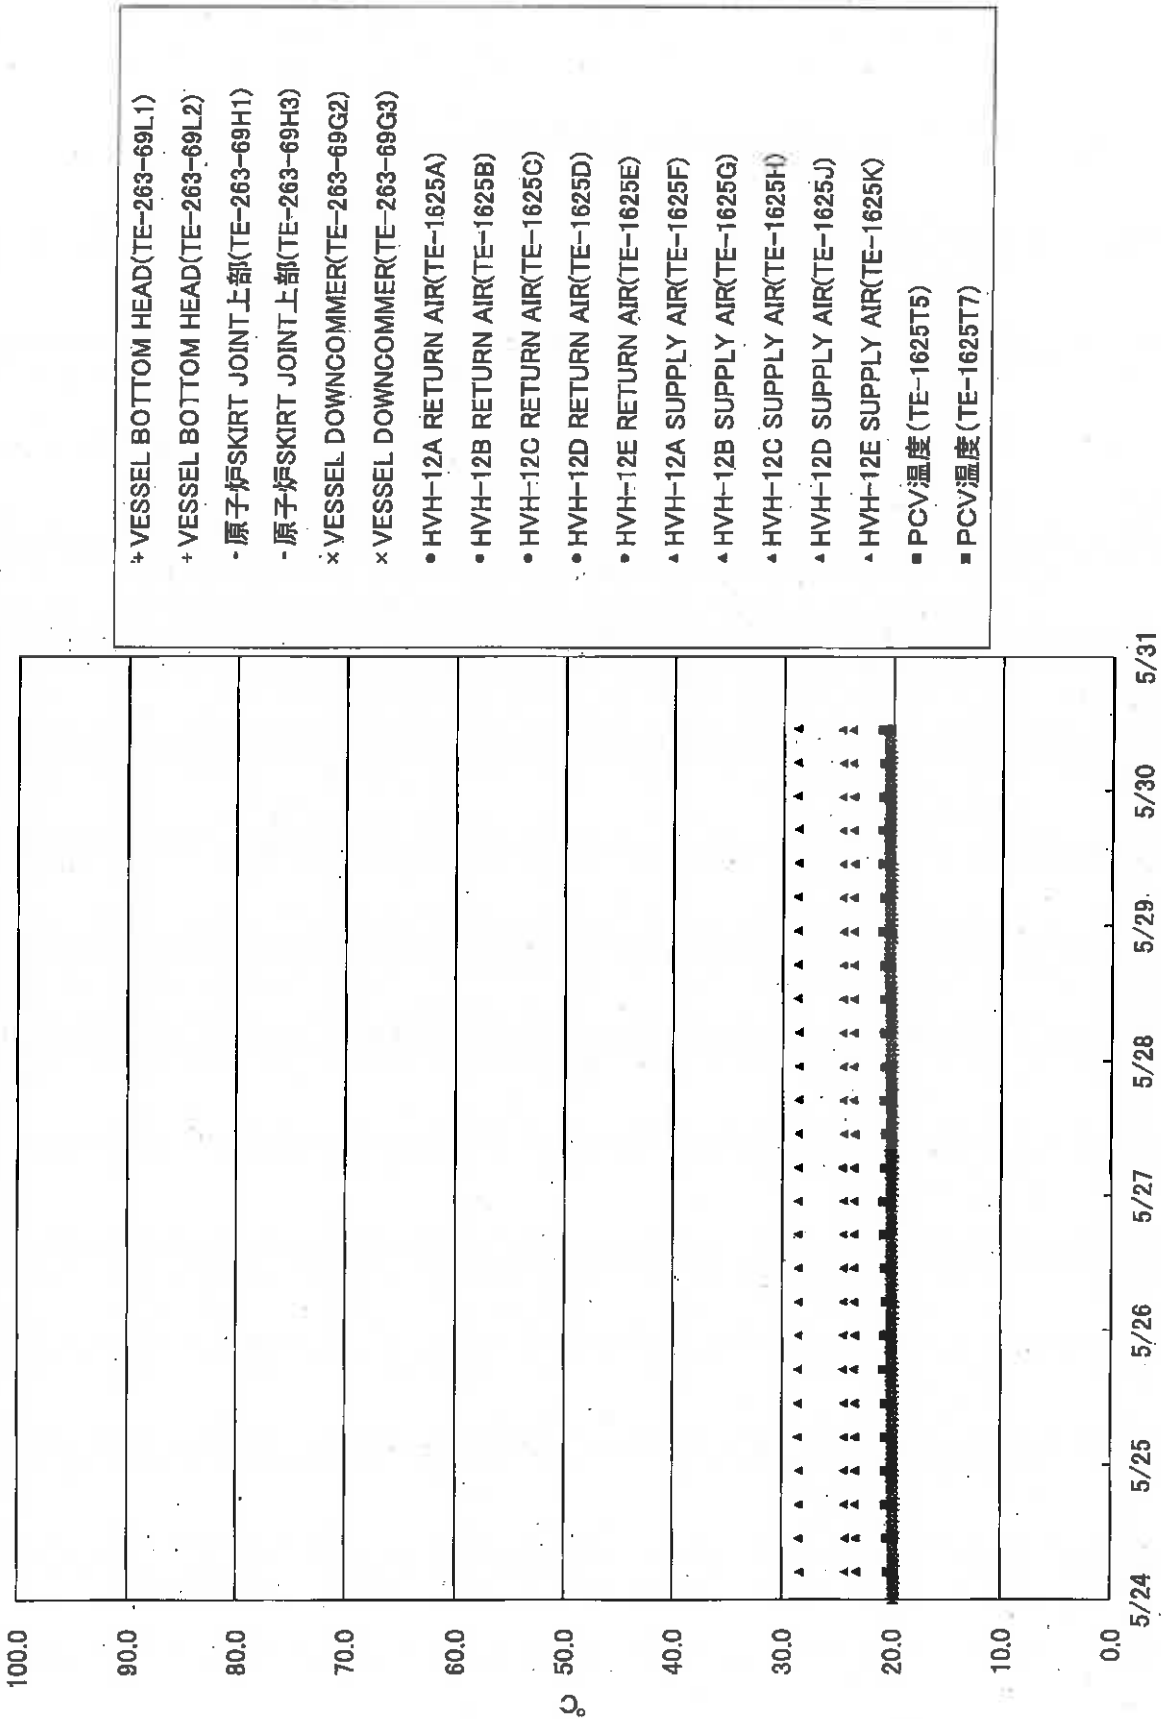 100.0
90.0
80.0
70.0
60.0
50.0
40.0
30.0
20.0
10.0
0.0
℃
5/24
5/25
5/26
5/27
5/28
5/29
5/30
5/31
+ VESSEL BOTTOM HEAD(TE-263-69L1)
+ VESSEL BOTTOM HEAD(TE-263-69L2)
- 原子炉SKIRT JOINT上部(TE-263-69H1)
- 原子炉SKIRT JOINT上部(TE-263-69H3)
× VESSEL DOWNCOMMER(TE-263-69G2)
× VESSEL DOWNCOMMER(TE-263-69G3)
● HVH-12A RETURN AIR(TE-1625A)
● HVH-12B RETURN AIR(TE-1625B)
● HVH-12C RETURN AIR(TE-1625C)
● HVH-12D RETURN AIR(TE-1625D)
● HVH-12E RETURN AIR(TE-1625E)
▲ HVH-12A SUPPLY AIR(TE-1625F)
▲ HVH-12B SUPPLY AIR(TE-1625G)
▲ HVH-12C SUPPLY AIR(TE-1625H)
▲ HVH-12D SUPPLY AIR(TE-1625J)
▲ HVH-12E SUPPLY AIR(TE-1625K)
■ PCV温度(TE-1625T5)
■ PCV温度(TE-1625T7)